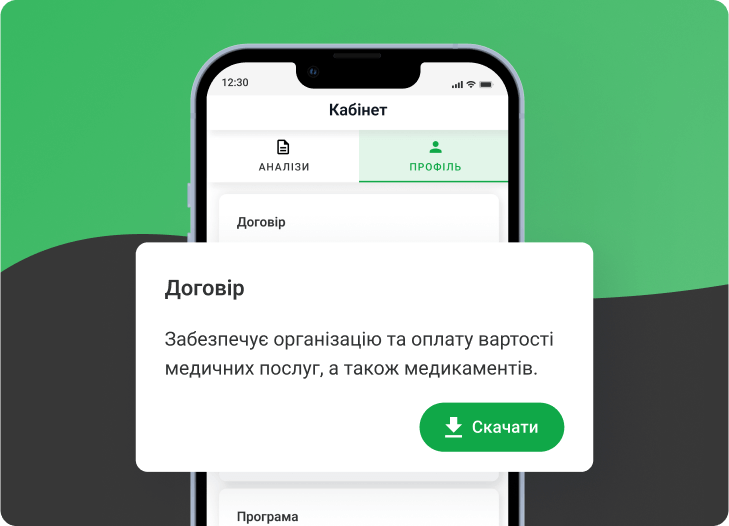 12:30
Кабінет
АНАЛІЗИ
ПРОФІЛЬ
Договір
Договір
Забезпечує організацію та оплату вартості
медичних послуг, а також медикаментів.
Скачати
Програма